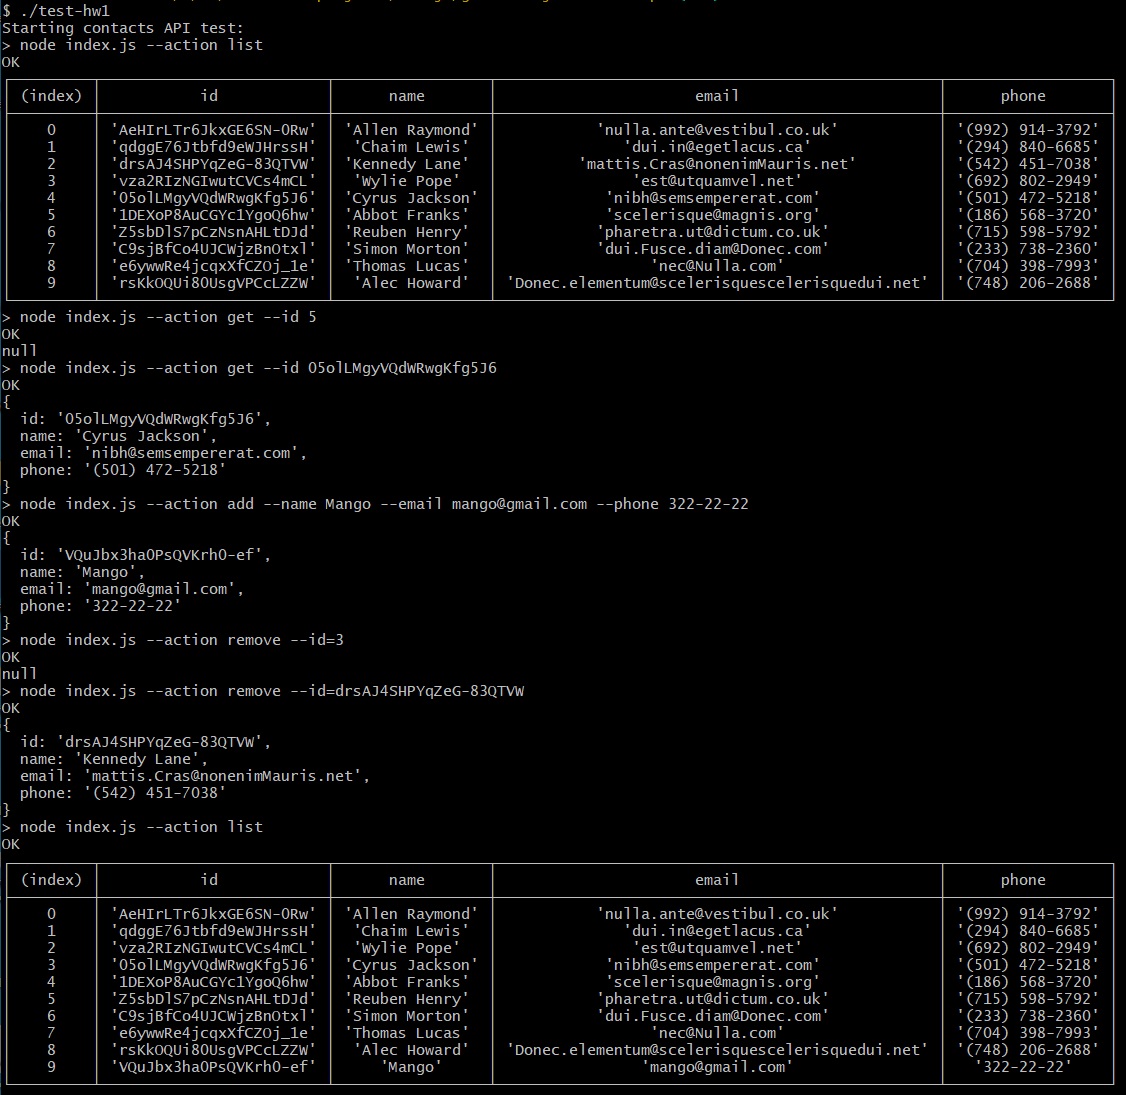 $ ./test-hw1
Starting contacts API test:
> node index.js --action list
OK
(index) id name email phone
0 'AeHIrLTr6JkxGE6SN-0Rw' 'Allen Raymond' 'nulla.ante@vestibul.co.uk' '(992) 914-3792'
1 'qdggE76Jtbfd9eWJHrssH' 'Chaim Lewis' 'dui.in@egetlacus.ca' '(294) 840-6685'
2 'drsAJ4SHPYqZeG-83QTVW' 'Kennedy Lane' 'mattis.Cras@nonenimMauris.net' '(542) 451-7038'
3 'vza2RIzNGIwutCVCs4mCL' 'Wylie Pope' 'est@utquamvel.net' '(692) 802-2949'
4 '05olLMgyVQdWRwgKfg5J6' 'Cyrus Jackson' 'nibh@semsempererat.com' '(501) 472-5218'
5 '1DEXoP8AuCGYc1YgoQ6hw' 'Abbot Franks' 'scelerisque@magnis.org' '(186) 568-3720'
6 'Z5sbDlS7pCzNsnAHLtDJd' 'Reuben Henry' 'pharetra.ut@dictum.co.uk' '(715) 598-5792'
7 'C9sjBfCo4UJCWjzBnOtxl' 'Simon Morton' 'dui.Fusce.diam@Donec.com' '(233) 738-2360'
8 'e6ywwRe4jcqxXfCZOj_1e' 'Thomas Lucas' 'nec@Nulla.com' '(704) 398-7993'
9 'rsKkOQUi80UsgVPCcLZZW' 'Alec Howard' 'Donec.elementum@scelerisquescelerisquedui.net' '(748) 206-2688'
> node index.js --action get --id 5
OK
null
> node index.js --action get --id 05olLMgyVQdWRwgKfg5J6
OK
{
id: '05olLMgyVQdWRwgKfg5J6',
name: 'Cyrus Jackson',
email: 'nibh@semsempererat.com',
phone: '(501) 472-5218'
}
> node index.js --action add --name Mango --email mango@gmail.com --phone 322-22-22
OK
{
id: 'VQuJbx3haOPsQVKrhO-ef',
name: 'Mango',
email: 'mango@gmail.com',
phone: '322-22-22'
}
> node index.js --action remove --id=3
OK
null
> node index.js --action remove --id=drsAJ4SHPYqZeG-83QTVW
OK
{
id: 'drsAJ4SHPYqZeG-83QTVW',
name: 'Kennedy Lane',
email: 'mattis.Cras@nonenimMauris.net',
phone: '(542) 451-7038'
}
> node index.js --action list
OK
(index) id name email phone
0 'AeHIrLTr6JkxGE6SN-0Rw' 'Allen Raymond' 'nulla.ante@vestibul.co.uk' '(992) 914-3792'
1 'qdggE76Jtbfd9eWJHrssH' 'Chaim Lewis' 'dui.in@egetlacus.ca' '(294) 840-6685'
2 'vza2RIzNGIwutCVCs4mCL' 'Wylie Pope' 'est@utquamvel.net' '(692) 802-2949'
3 '05olLMgyVQdWRwgKfg5J6' 'Cyrus Jackson' 'nibh@semsempererat.com' '(501) 472-5218'
4 '1DEXoP8AuCGYc1YgoQ6hw' 'Abbot Franks' 'scelerisque@magnis.org' '(186) 568-3720'
5 'Z5sbDlS7pCzNsnAHLtDJd' 'Reuben Henry' 'pharetra.ut@dictum.co.uk' '(715) 598-5792'
6 'C9sjBfCo4UJCWjzBnOtxl' 'Simon Morton' 'dui.Fusce.diam@Donec.com' '(233) 738-2360'
7 'e6ywwRe4jcqxXfCZOj_1e' 'Thomas Lucas' 'nec@Nulla.com' '(704) 398-7993'
8 'rsKkOQUi80UsgVPCcLZZW' 'Alec Howard' 'Donec.elementum@scelerisquescelerisquedui.net' '(748) 206-2688'
9 'VQuJbx3haOPsQVKrhO-ef' 'Mango' 'mango@gmail.com' '322-22-22'